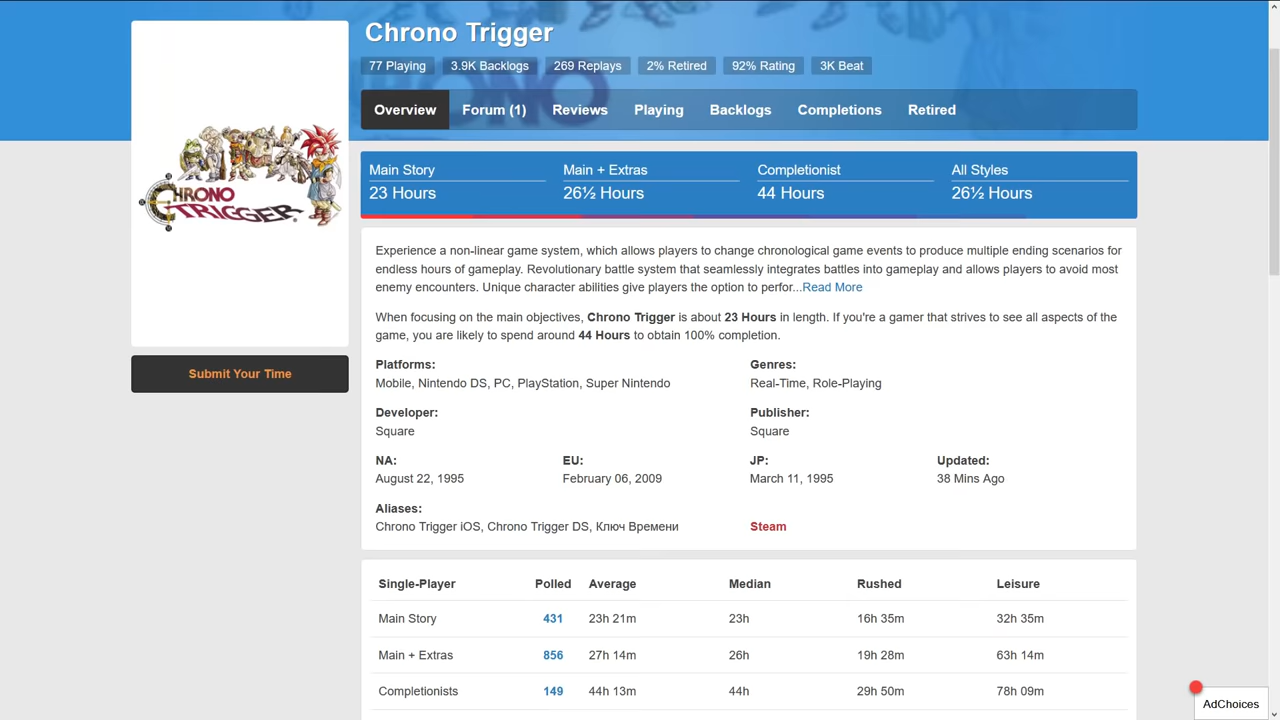 Chrono Trigger
77 Playing 3.9K Backlogs 269 Replays 2% Retired 92% Rating 3K Beat
Overview Forum (1) Reviews Playing Backlogs Completions Retired
Main Story Main + Extras Completionist All Styles
23 Hours 26½ Hours 44 Hours 26½ Hours
CHRONO
TRIGGER
Experience a non-linear game system, which allows players to change chronological game events to produce multiple ending scenarios for
endless hours of gameplay. Revolutionary battle system that seamlessly integrates battles into gameplay and allows players to avoid most
enemy encounters. Unique character abilities give players the option to perfor...Read More
When focusing on the main objectives, Chrono Trigger is about 23 Hours in length. If you're a gamer that strives to see all aspects of the
game, you are likely to spend around 44 Hours to obtain 100% completion.
Submit Your Time
Platforms: Genres:
Mobile, Nintendo DS, PC, PlayStation, Super Nintendo Real-Time, Role-Playing
Developer: Publisher:
Square Square
NA: EU: JP: Updated:
August 22, 1995 February 06, 2009 March 11, 1995 38 Mins Ago
Aliases:
Chrono Trigger iOS, Chrono Trigger DS, Ключ Времени Steam
Single-Player Polled Average Median Rushed Leisure
Main Story 431 23h 21m 23h 16h 35m 32h 35m
Main + Extras 856 27h 14m 26h 19h 28m 63h 14m
Completionists 149 44h 13m 44h 29h 50m 78h 09m
AdChoices